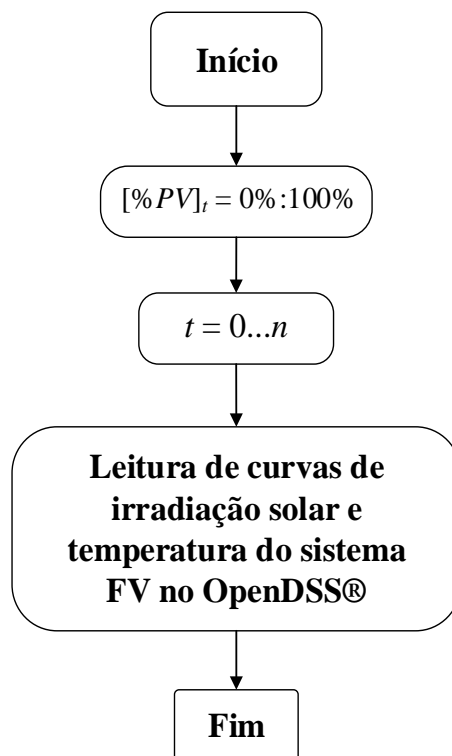 Início
[%PV]t = 0%:100%
t = 0...n
Leitura de curvas de
irradiação solar e
temperatura do sistema
FV no OpenDSS®
Fim